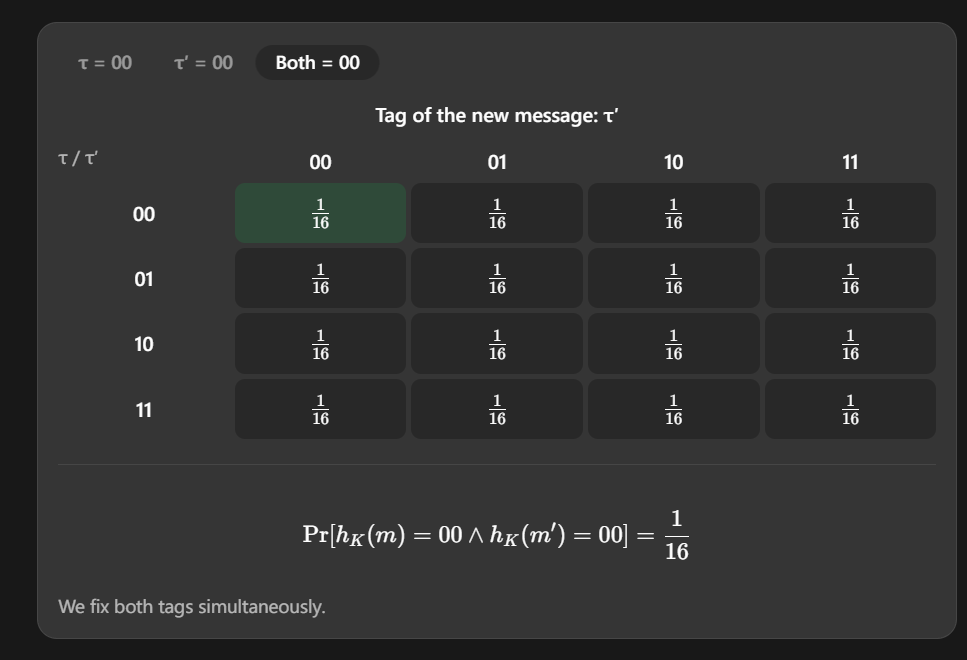 τ = 00 τ′ = 00 Both = 00
Tag of the new message: τ′
τ / τ′ 00 01 10 11
00 1/16 1/16 1/16 1/16
01 1/16 1/16 1/16 1/16
10 1/16 1/16 1/16 1/16
11 1/16 1/16 1/16 1/16
Pr[h_K(m) = 00 ∧ h_K(m′) = 00] = 1/16
We fix both tags simultaneously.